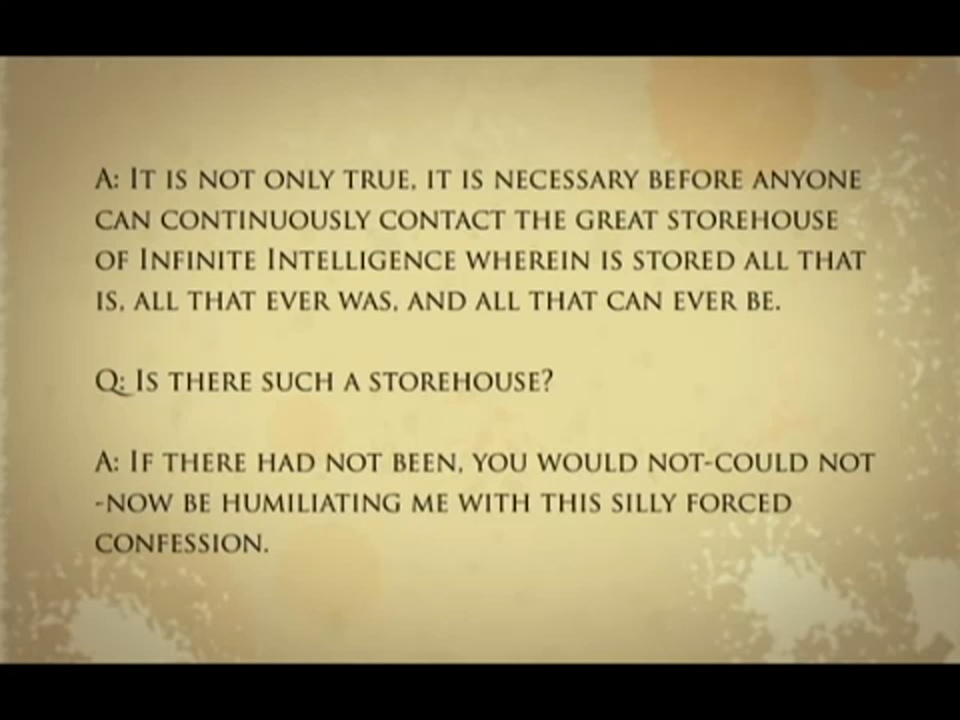 A: It is not only true, it is necessary before anyone
can continuously contact the great storehouse
of Infinite Intelligence wherein is stored all that
is, all that ever was, and all that can ever be.
Q: Is there such a storehouse?
A: If there had not been, you would not-could not
-now be humiliating me with this silly forced
confession.